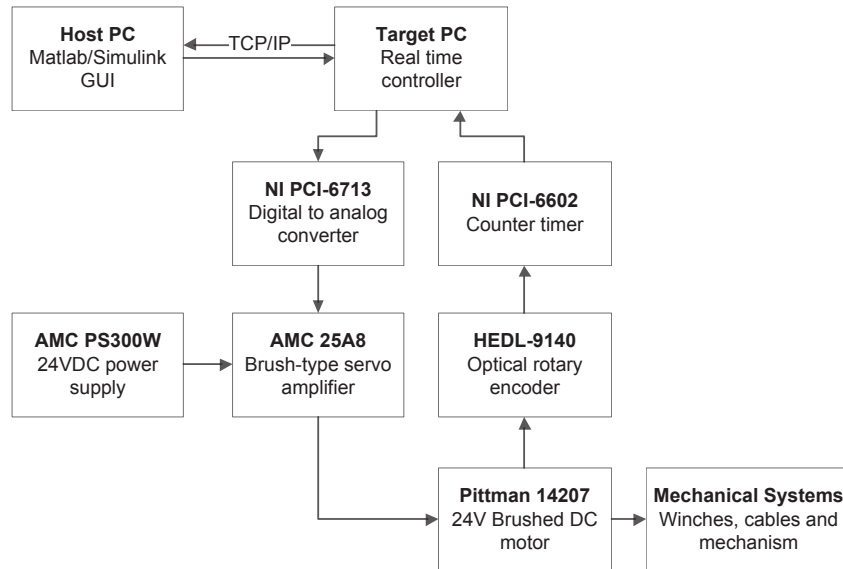 Host PC
Matlab/Simulink
GUI
TCP/IP
Target PC
Real time
controller
NI PCI-6713
Digital to analog
converter
NI PCI-6602
Counter timer
AMC PS300W
24VDC power
supply
AMC 25A8
Brush-type servo
amplifier
HEDL-9140
Optical rotary
encoder
Pittman 14207
24V Brushed DC
motor
Mechanical Systems
Winches, cables and
mechanism